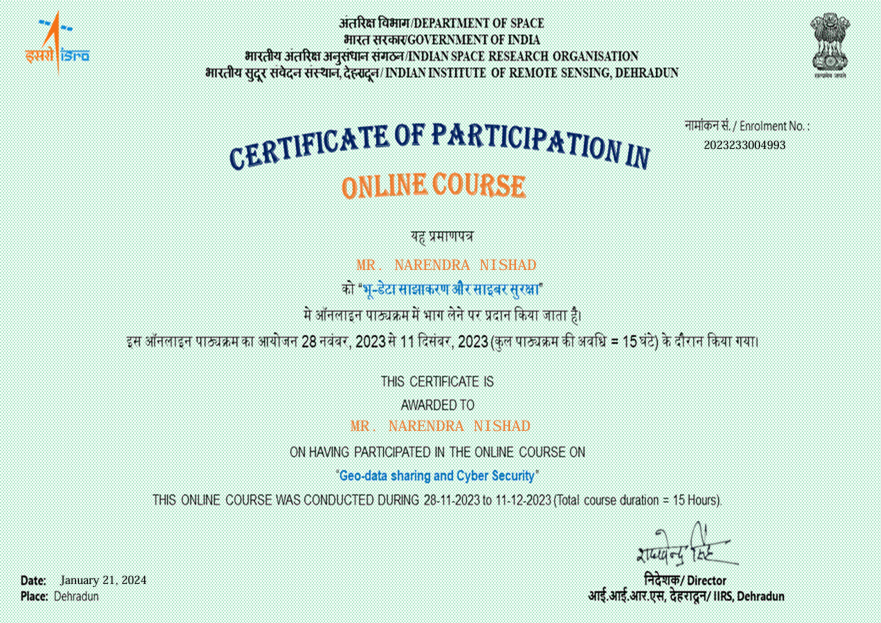 इसरो isro
अंतरिक्ष विभाग/DEPARTMENT OF SPACE
भारत सरकार/GOVERNMENT OF INDIA
भारतीय अंतरिक्ष अनुसंधान संगठन/INDIAN SPACE RESEARCH ORGANISATION
भारतीय सुदूर संवेदन संस्थान, देहरादून/ INDIAN INSTITUTE OF REMOTE SENSING, DEHRADUN
सत्यमेव जयते
नामांकन सं. / Enrolment No. :
2023233004993
CERTIFICATE OF PARTICIPATION IN
ONLINE COURSE
यह प्रमाणपत्र
MR. NARENDRA NISHAD
को "भू-डेटा साझाकरण और साइबर सुरक्षा"
मे ऑनलाइन पाठ्यक्रम में भाग लेने पर प्रदान किया जाता है।
इस ऑनलाइन पाठ्यक्रम का आयोजन 28 नवंबर, 2023 से 11 दिसंबर, 2023 (कुल पाठ्यक्रम की अवधि = 15 घंटे) के दौरान किया गया।
THIS CERTIFICATE IS
AWARDED TO
MR. NARENDRA NISHAD
ON HAVING PARTICIPATED IN THE ONLINE COURSE ON
"Geo-data sharing and Cyber Security"
THIS ONLINE COURSE WAS CONDUCTED DURING 28-11-2023 to 11-12-2023 (Total course duration = 15 Hours).
Date: January 21, 2024
Place: Dehradun
निदेशक/ Director
आई.आई.आर.एस, देहरादून/ IIRS, Dehradun